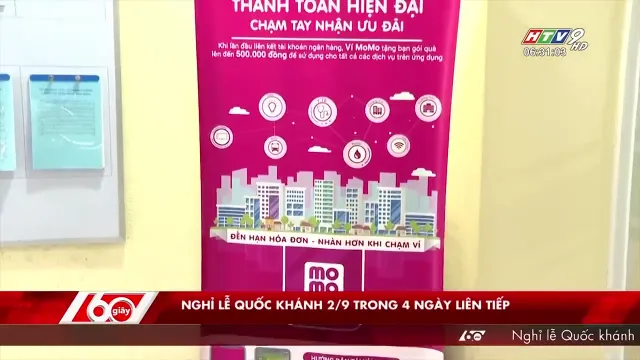 THANH TOÁN HIỆN ĐẠI
CHẠM TAY NHẬN ƯU ĐÃI
Khi lần đầu liên kết tài khoản ngân hàng, Ví MoMo tặng bạn gói quà
lên đến 500.000 đồng để sử dụng cho tất cả các dịch vụ trên ứng dụng
HTV9 HD
06:31:03
ĐẾN HẠN HÓA ĐƠN - NHÀN HƠN KHI CHẠM VÍ
mo
mo
60 giây
NGHỈ LỄ QUỐC KHÁNH 2/9 TRONG 4 NGÀY LIÊN TIẾP
60s
Nghỉ lễ Quốc khánh